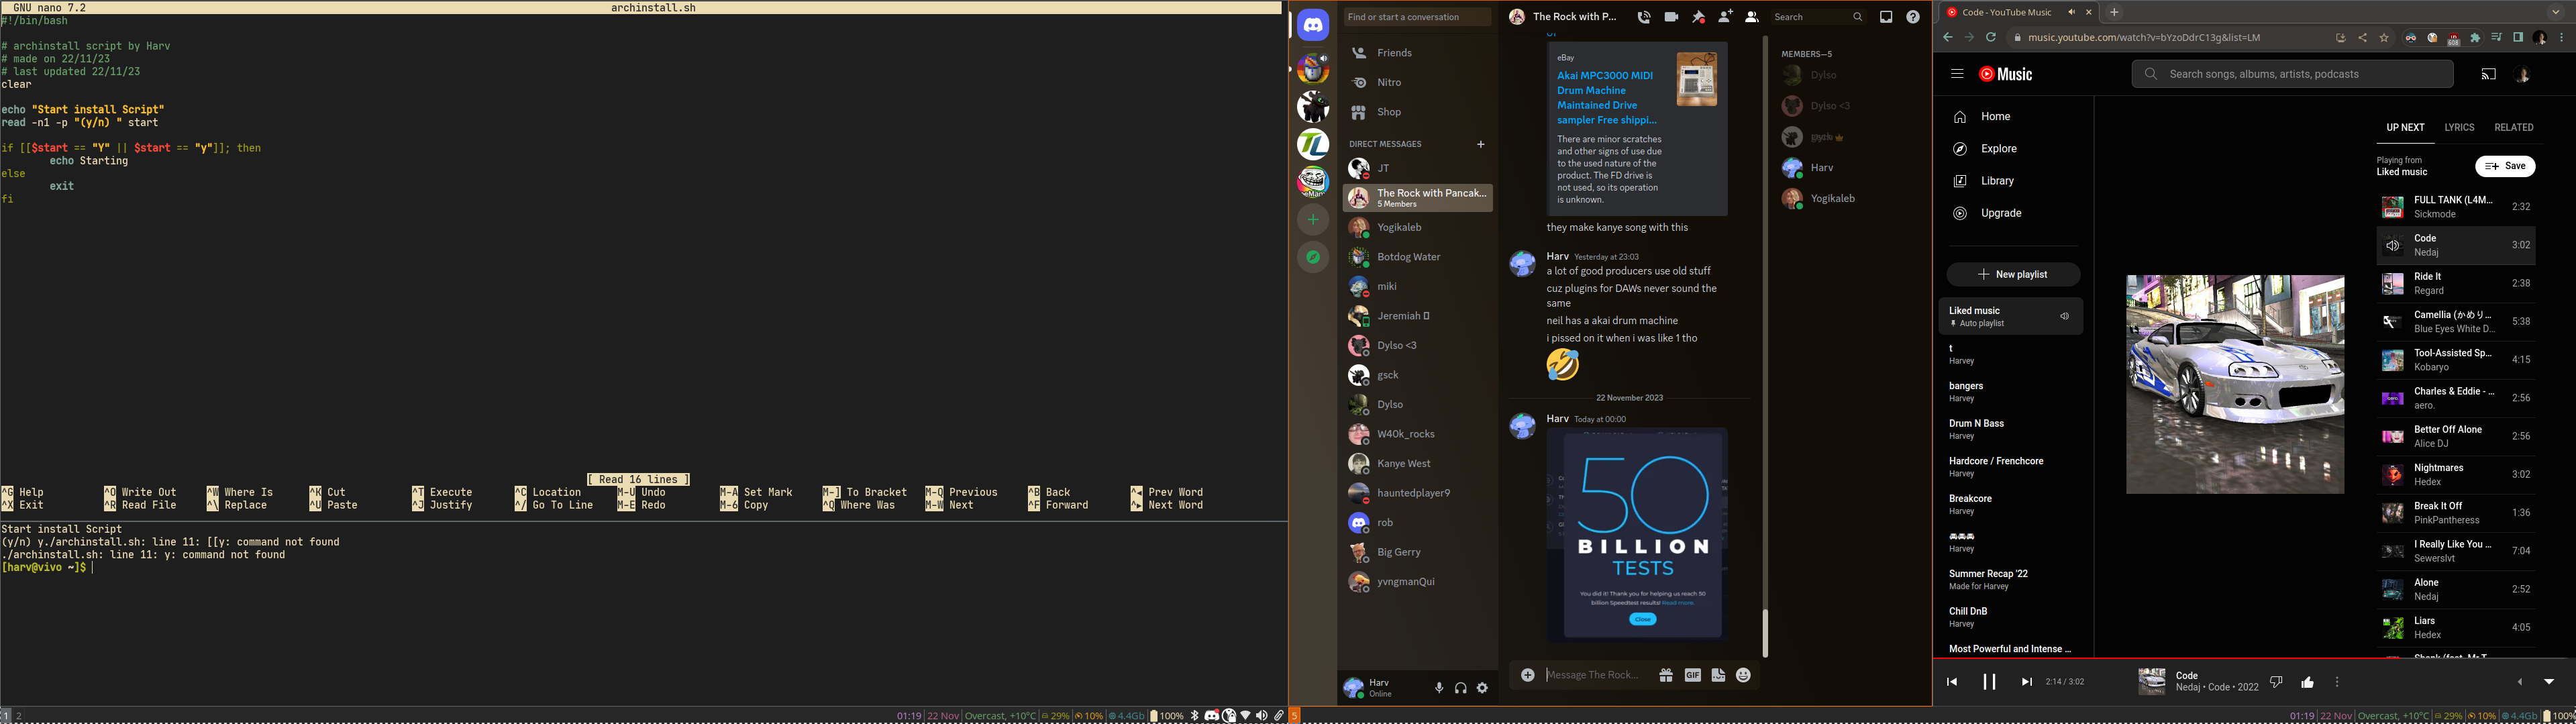 GNU nano 7.2 archinstall.sh
#!/bin/bash
# archinstall script by Harv
# made on 22/11/23
# last updated 22/11/23
clear
echo "Start install Script"
read -n1 -p "(y/n) " start
if [[$start == "Y" || $start == "y"]]; then
echo Starting
else
exit
fi
[ Read 16 lines ]
^G Help ^O Write Out ^W Where Is ^K Cut ^T Execute ^C Location M-U Undo M-A Set Mark M-] To Bracket M-Q Previous ^B Back ^◂ Prev Word
^X Exit ^R Read File ^\ Replace ^U Paste ^J Justify ^/ Go To Line M-E Redo M-6 Copy ^Q Where Was M-W Next ^F Forward ^▸ Next Word
Start install Script
(y/n) y./archinstall.sh: line 11: [[y: command not found
./archinstall.sh: line 11: y: command not found
[harv@vivo ~]$
1 2
01:19 22 Nov Overcast, +10°C 29% 10% 4.4Gb 100%
Find or start a conversation
Friends
Nitro
Shop
DIRECT MESSAGES
JT
The Rock with Pancak...
5 Members
Yogikaleb
Botdog Water
miki
Jeremiah
Dylso <3
gsck
Dylso
W40k_rocks
Kanye West
hauntedplayer9
rob
Big Gerry
yvngmanQui
Harv
Online
The Rock with P...
Search
eBay
Akai MPC3000 MIDI
Drum Machine
Maintained Drive
sampler Free shippi...
There are minor scratches
and other signs of use due
to the used nature of the
product. The FD drive is
not used, so its operation
is unknown.
they make kanye song with this
Harv Yesterday at 23:03
a lot of good producers use old stuff
cuz plugins for DAWs never sound the
same
neil has a akai drum machine
i pissed on it when i was like 1 tho
22 November 2023
Harv Today at 00:00
50
BILLION
TESTS
You did it! Thank you for helping us reach 50
billion Speedtest results! Read more.
Close
Message The Rock...
GIF
MEMBERS—5
Dylso
Dylso <3
Harv
Yogikaleb
5
Code - YouTube Music
music.youtube.com/watch?v=bYzoDdrC13g&list=LM
608
Music
Search songs, albums, artists, podcasts
Home
Explore
Library
Upgrade
New playlist
Liked music
Auto playlist
t
Harvey
bangers
Harvey
Drum N Bass
Harvey
Hardcore / Frenchcore
Harvey
Breakcore
Harvey
Harvey
Summer Recap '22
Made for Harvey
Chill DnB
Harvey
Most Powerful and Intense ...
UP NEXT LYRICS RELATED
Playing from
Liked music
Save
FULL TANK (L4M...
Sickmode
2:32
Code
Nedaj
3:02
Ride It
Regard
2:38
Camellia (かめり...
Blue Eyes White D...
5:38
Tool-Assisted Sp...
Kobaryo
4:15
Charles & Eddie - ...
aero.
2:56
Better Off Alone
Alice DJ
2:56
Nightmares
Hedex
3:02
Break It Off
PinkPantheress
1:36
I Really Like You ...
Sewerslvt
7:04
Alone
Nedaj
2:52
Liars
Hedex
4:05
2:14 / 3:02
Code
Nedaj • Code • 2022
01:19 22 Nov Overcast, +10°C 29% 10% 4.4Gb 100%